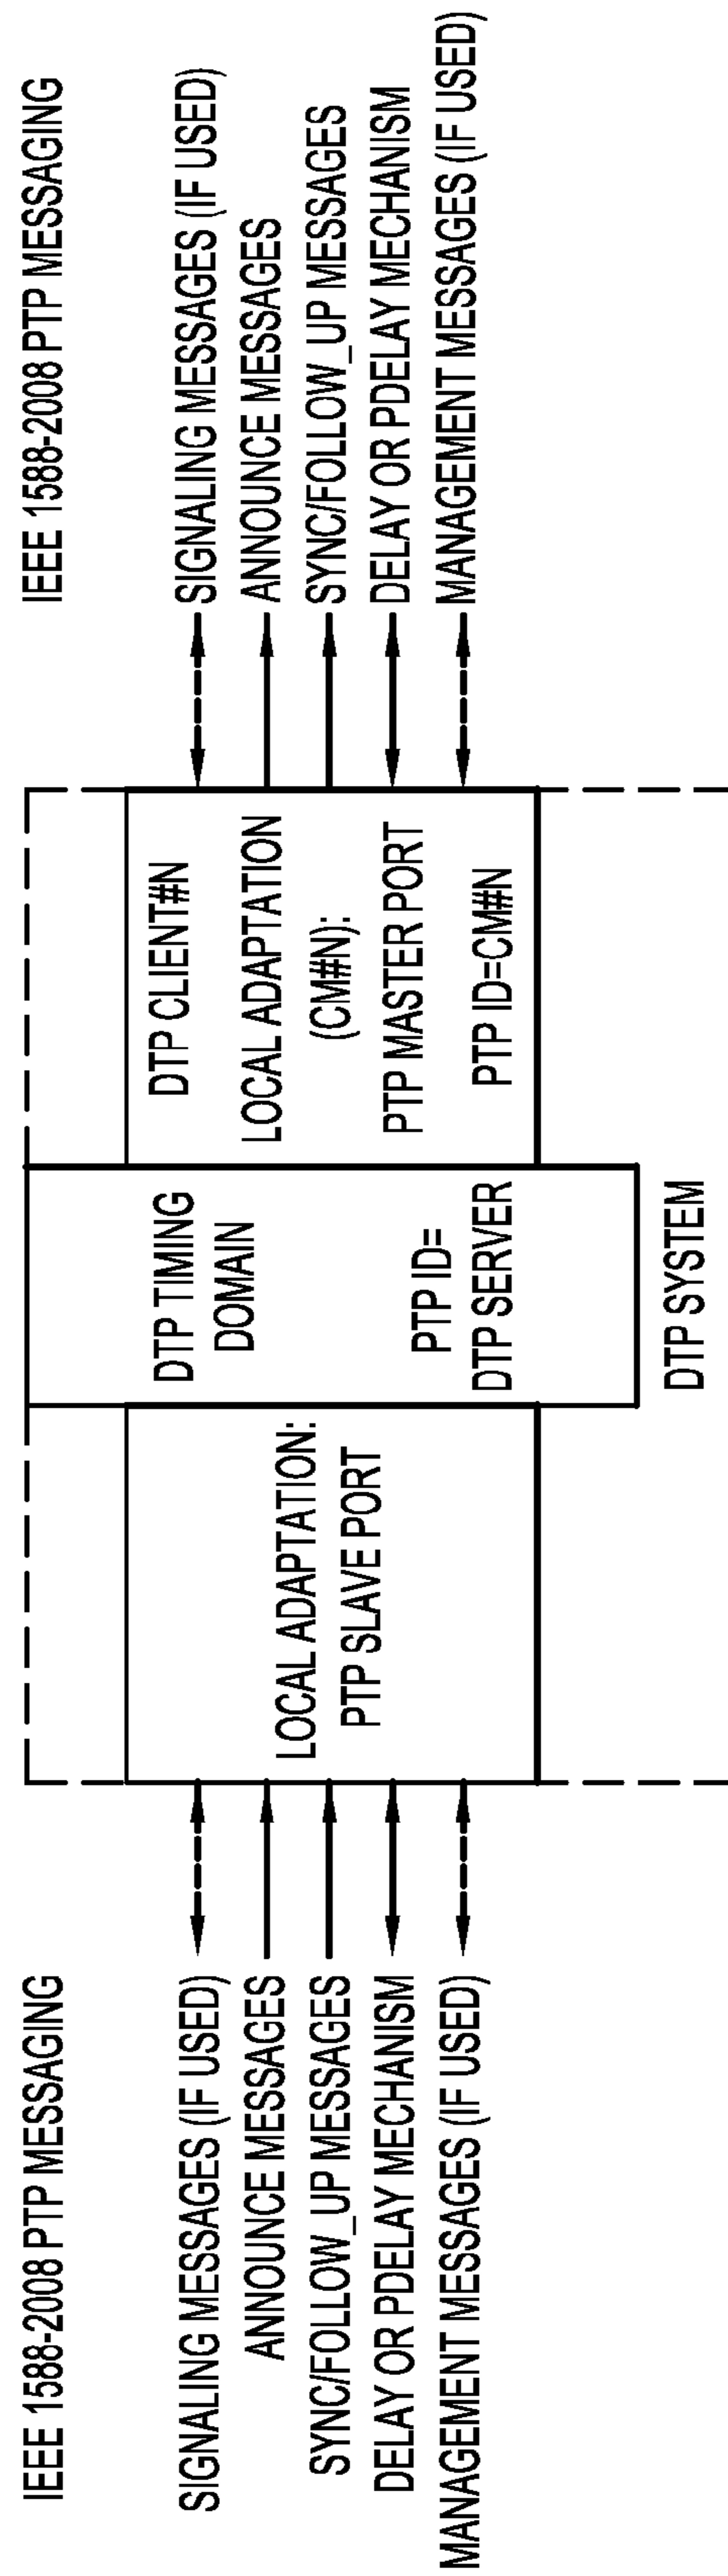 IEEE 1588-2008 PTP MESSAGING
SIGNALING MESSAGES (IF USED)
ANNOUNCE MESSAGES
SYNC/FOLLOW_UP MESSAGES
DELAY OR PDELAY MECHANISM
MANAGEMENT MESSAGES (IF USED)
LOCAL ADAPTATION:
PTP SLAVE PORT
DTP TIMING
DOMAIN
PTP ID=
DTP SERVER
DTP SYSTEM
DTP CLIENT#N
LOCAL ADAPTATION
(CM#N):
PTP MASTER PORT
PTP ID=CM#N
IEEE 1588-2008 PTP MESSAGING
SIGNALING MESSAGES (IF USED)
ANNOUNCE MESSAGES
SYNC/FOLLOW_UP MESSAGES
DELAY OR PDELAY MECHANISM
MANAGEMENT MESSAGES (IF USED)